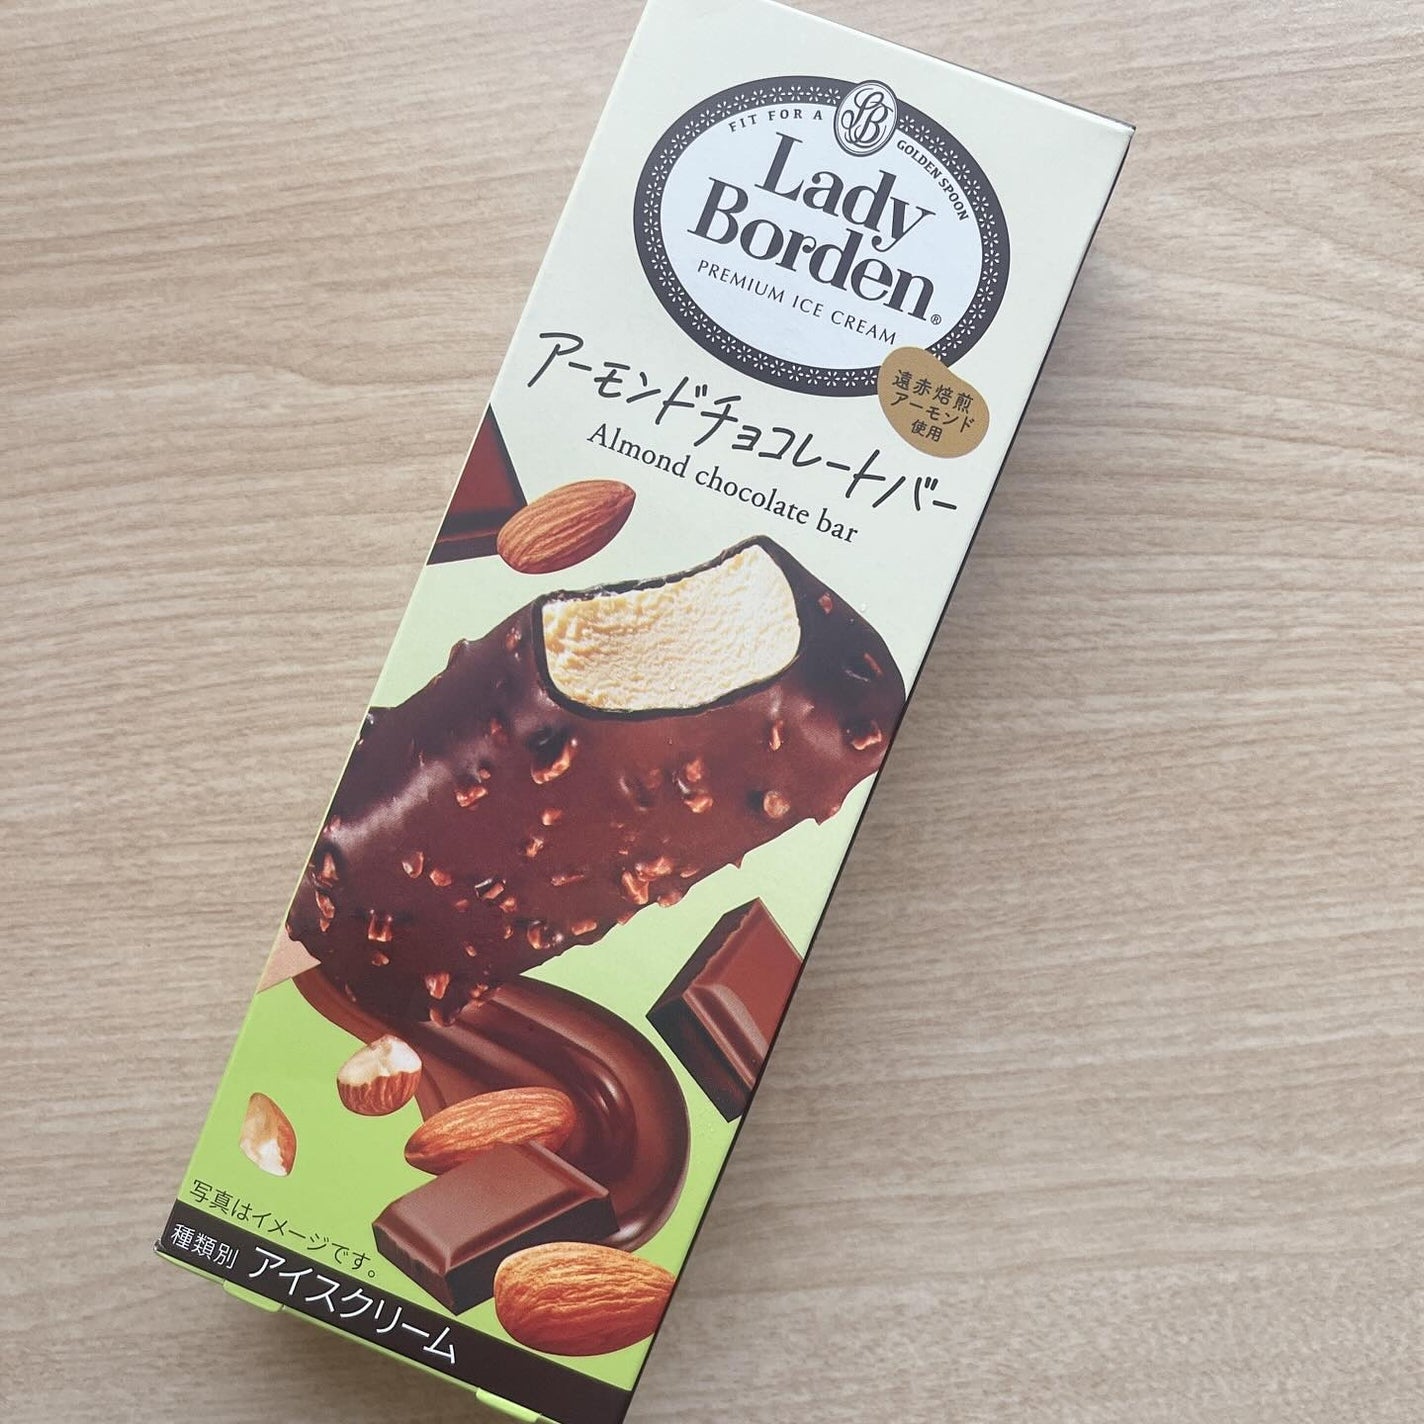 FIT FOR A
LB
GOLDEN SPOON
Lady
Borden®
PREMIUM ICE CREAM
遠赤焙煎
アーモンド
使用
アーモンドチョコレートバー
Almond chocolate bar
写真はイメージです。
種類別 アイスクリーム